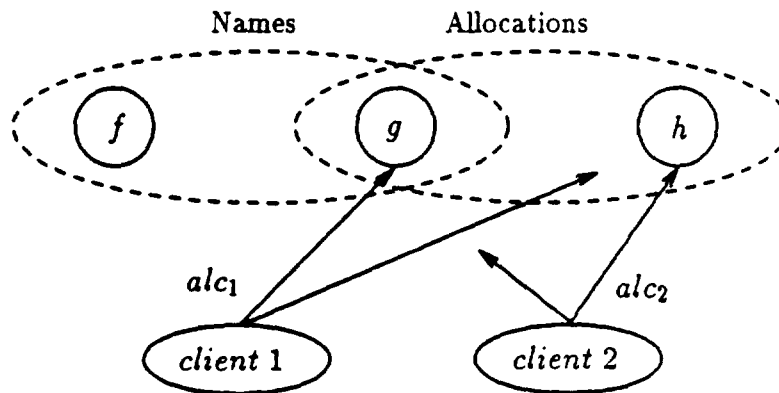 Names Allocations
f g h
alc₁ alc₂
client 1 client 2